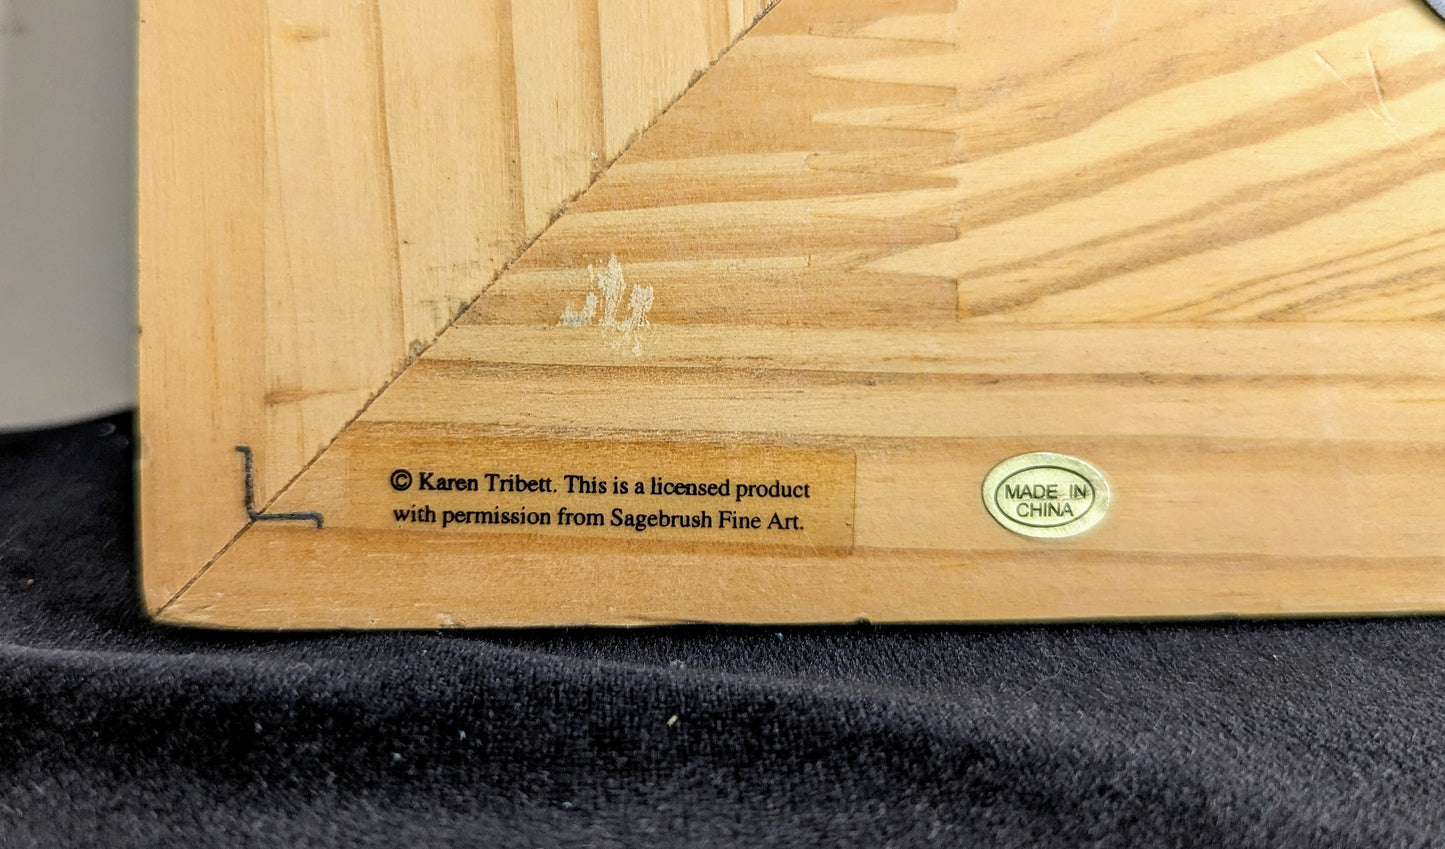 © Karen Tribett. This is a licensed product
with permission from Sagebrush Fine Art.
MADE IN
CHINA